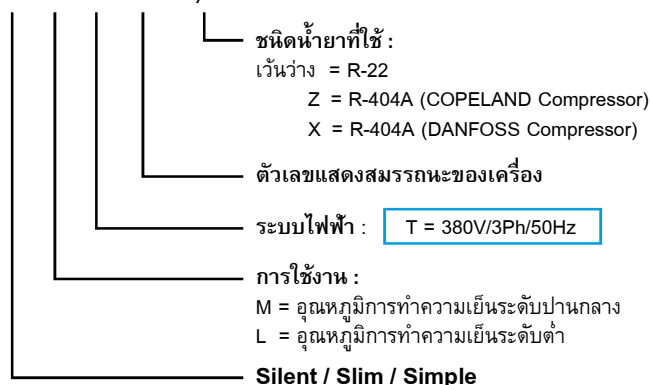 ชนิดน้ำยาที่ใช้ :
เว้นว่าง = R-22
Z = R-404A (COPELAND Compressor)
X = R-404A (DANFOSS Compressor)
ตัวเลขแสดงสมรรถนะของเครื่อง
ระบบไฟฟ้า : T = 380V/3Ph/50Hz
การใช้งาน :
M = อุณหภูมิการทำความเย็นระดับปานกลาง
L = อุณหภูมิการทำความเย็นระดับต่ำ
Silent / Slim / Simple